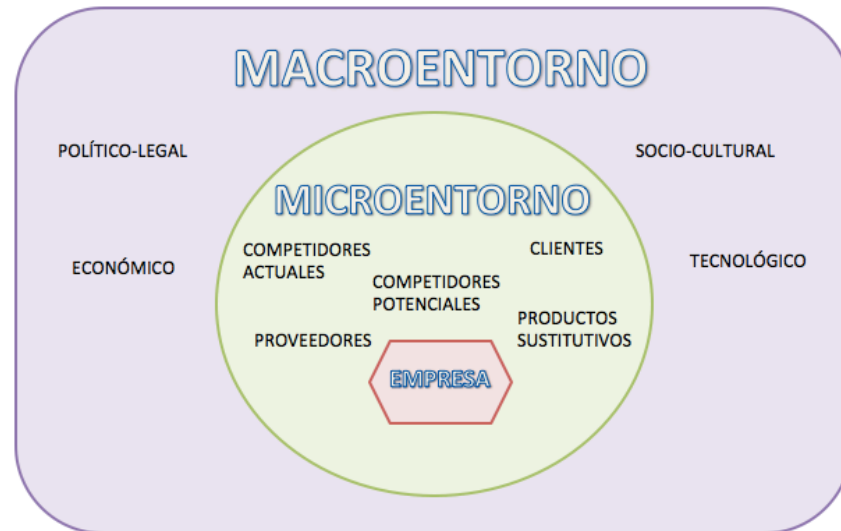 MACROENTORNO
POLÍTICO-LEGAL
SOCIO-CULTURAL
MICROENTORNO
COMPETIDORES
ACTUALES
CLIENTES
ECONÓMICO
TECNOLÓGICO
COMPETIDORES
POTENCIALES
PROVEEDORES
PRODUCTOS
SUSTITUTIVOS
EMPRESA